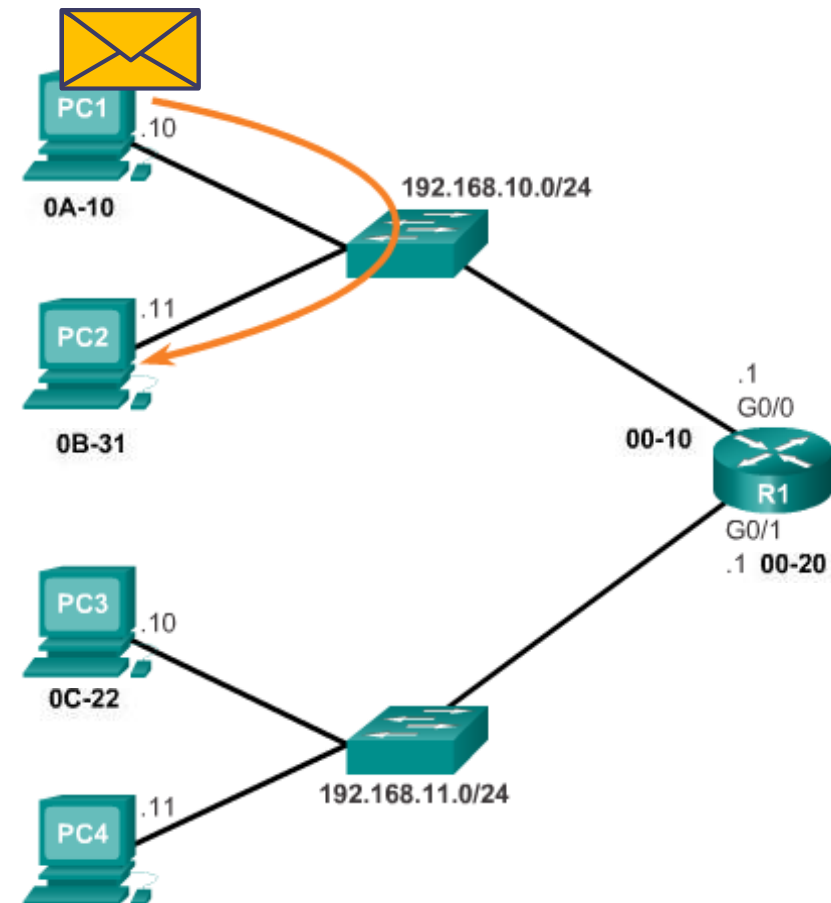 PC1
.10
0A-10
192.168.10.0/24
.11
PC2
0B-31
.1
G0/0
00-10
R1
G0/1
.1 00-20
PC3
.10
0C-22
192.168.11.0/24
.11
PC4